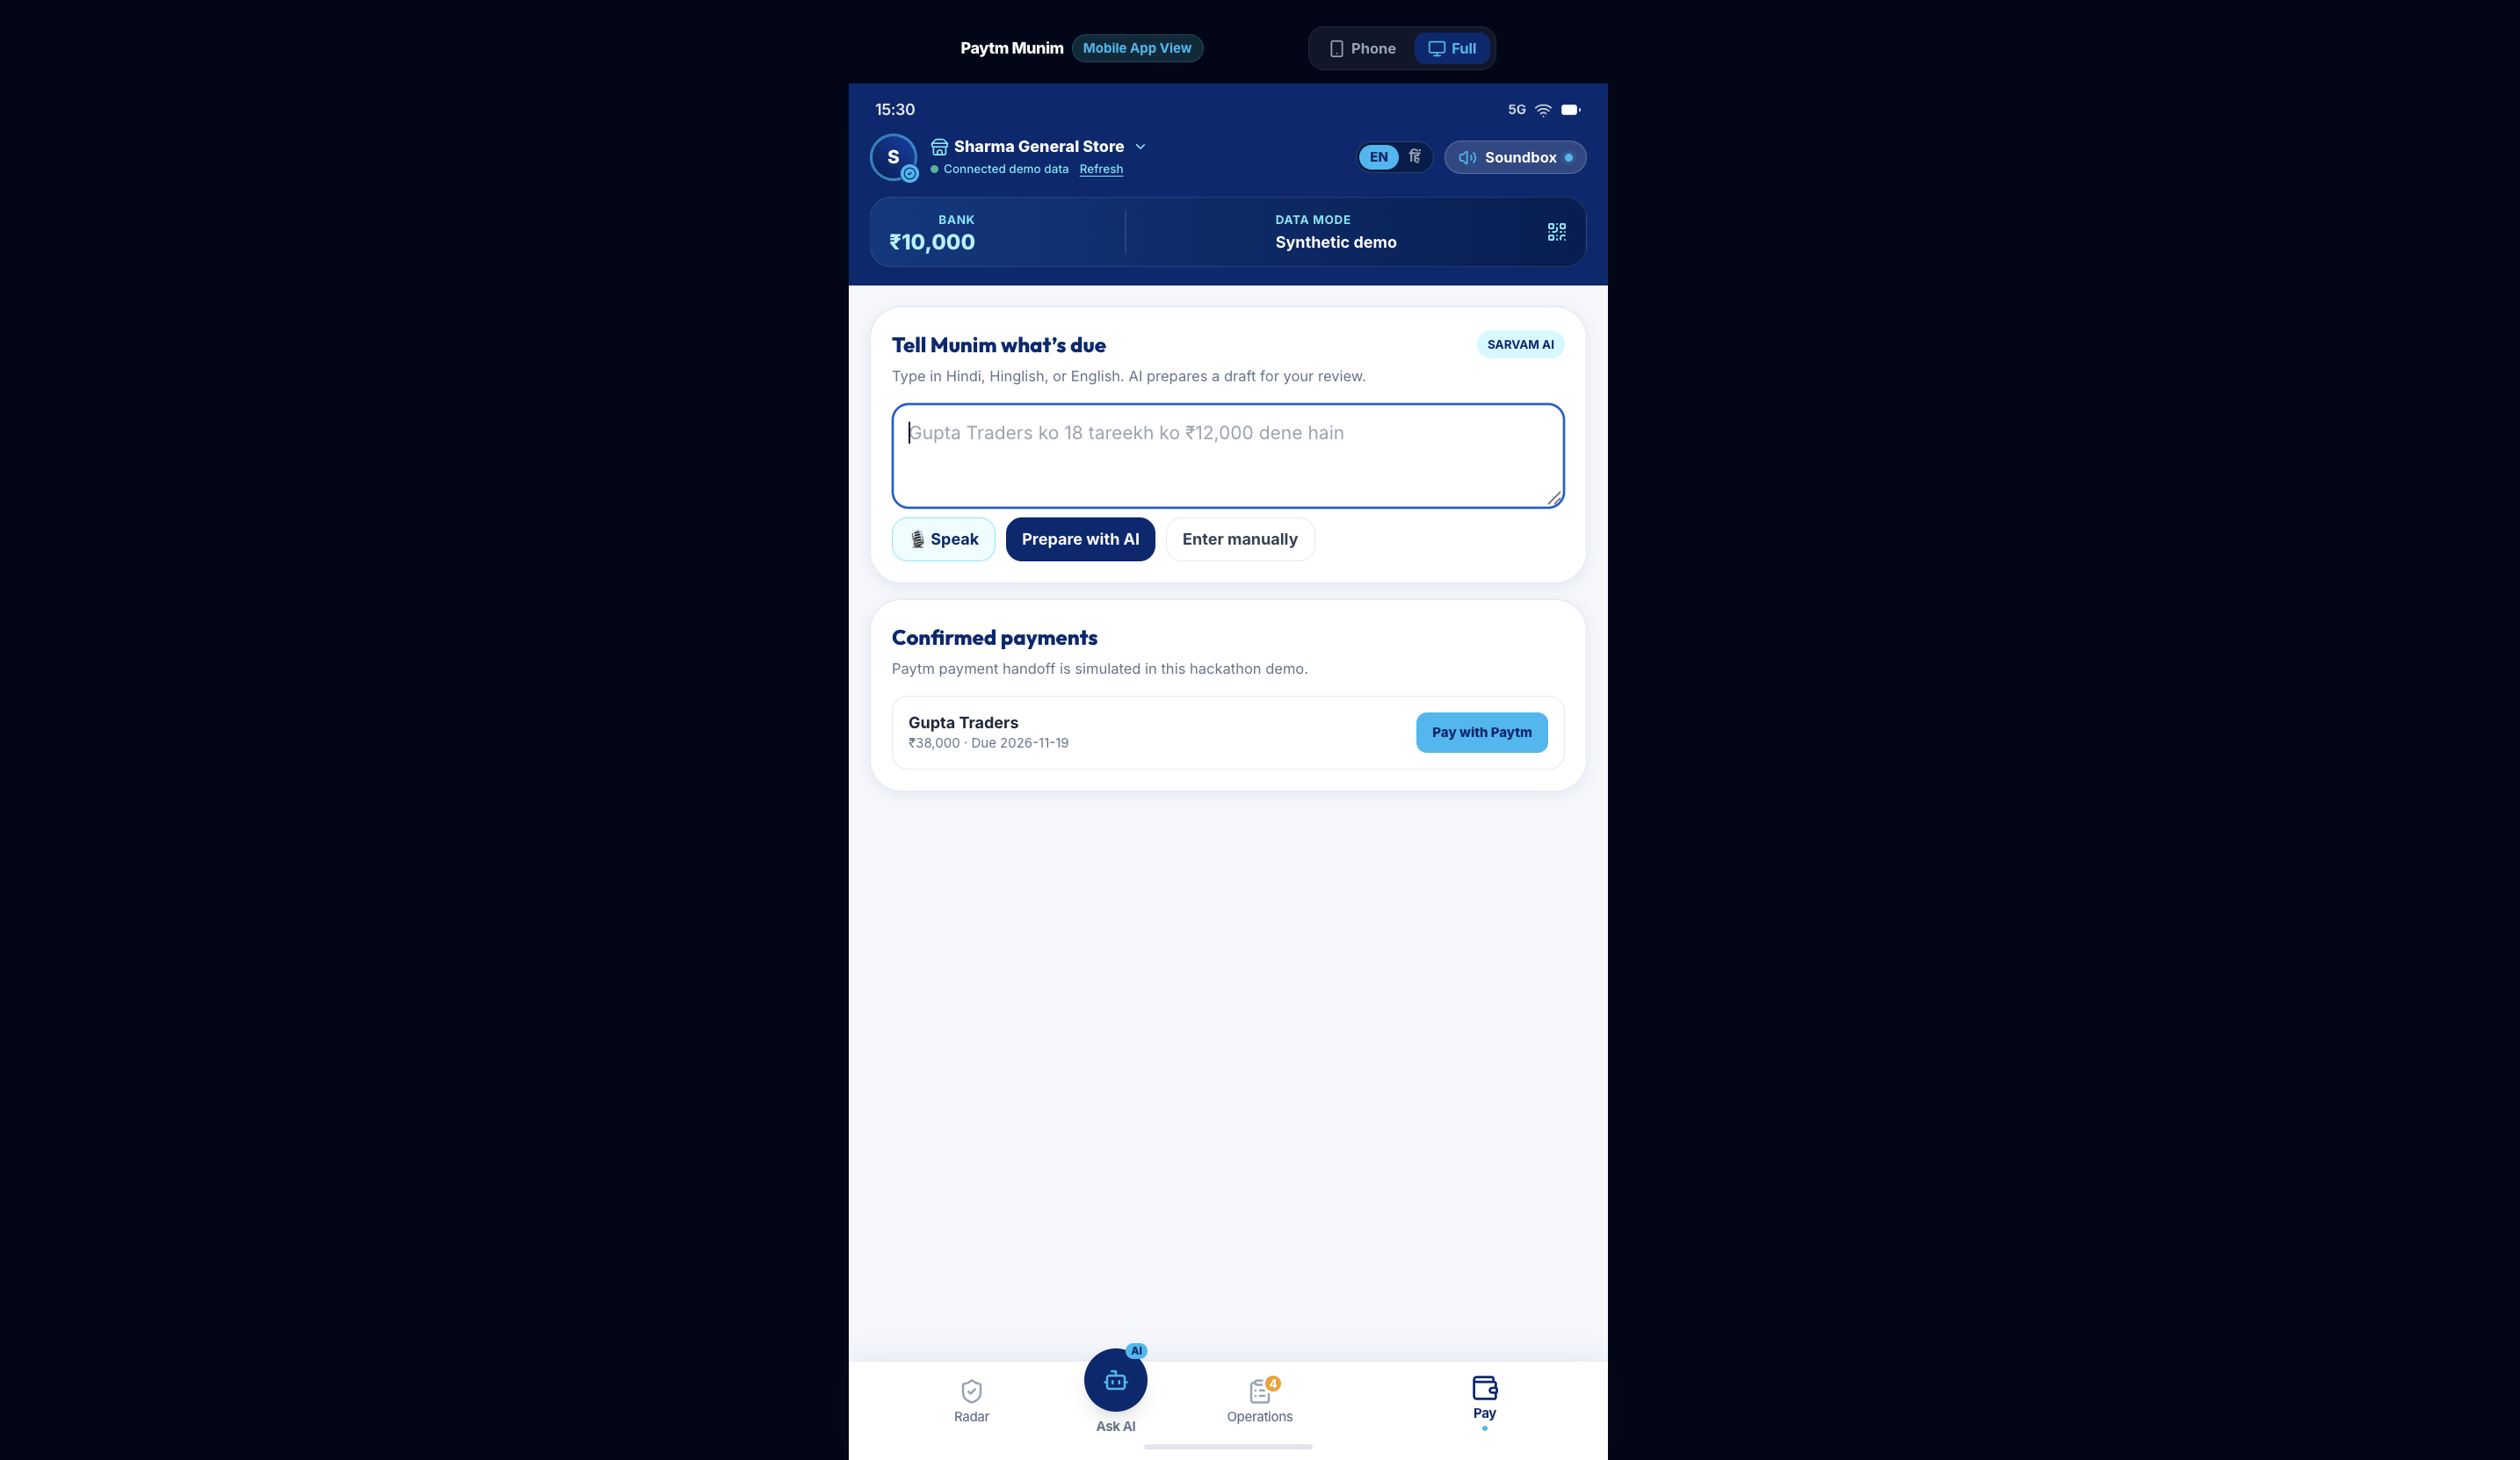 Paytm Munim
Mobile App View
Phone
Full
15:30
5G
S
Sharma General Store
Connected demo data Refresh
EN
हिं
Soundbox
BANK
₹10,000
DATA MODE
Synthetic demo
Tell Munim what’s due
SARVAM AI
Type in Hindi, Hinglish, or English. AI prepares a draft for your review.
Gupta Traders ko 18 tareekh ko ₹12,000 dene hain
Speak
Prepare with AI
Enter manually
Confirmed payments
Paytm payment handoff is simulated in this hackathon demo.
Gupta Traders
₹38,000 · Due 2026-11-19
Pay with Paytm
Radar
AI
Ask AI
4
Operations
Pay